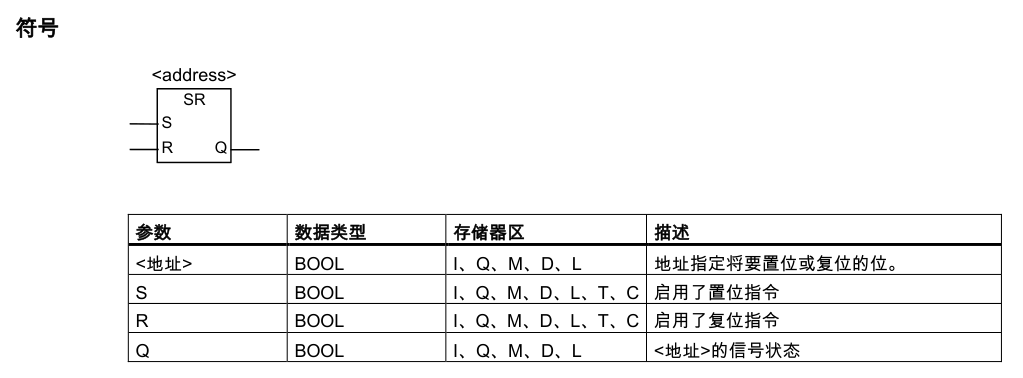 符号
<address>
SR
S
R Q
参数 数据类型 存储器区 描述
<地址> BOOL I、Q、M、D、L 地址指定将要置位或复位的位。
S BOOL I、Q、M、D、L、T、C 启用了置位指令
R BOOL I、Q、M、D、L、T、C 启用了复位指令
Q BOOL I、Q、M、D、L <地址>的信号状态